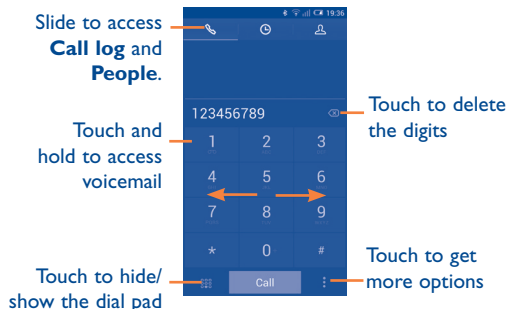 Slide to access
Call log and
People.
19:36
123456789
Touch to delete
the digits
Touch and
hold to access
voicemail
1 2 3
4 5 6
7 8 9
* 0 #
Touch to hide/
show the dial pad
Call
Touch to get
more options